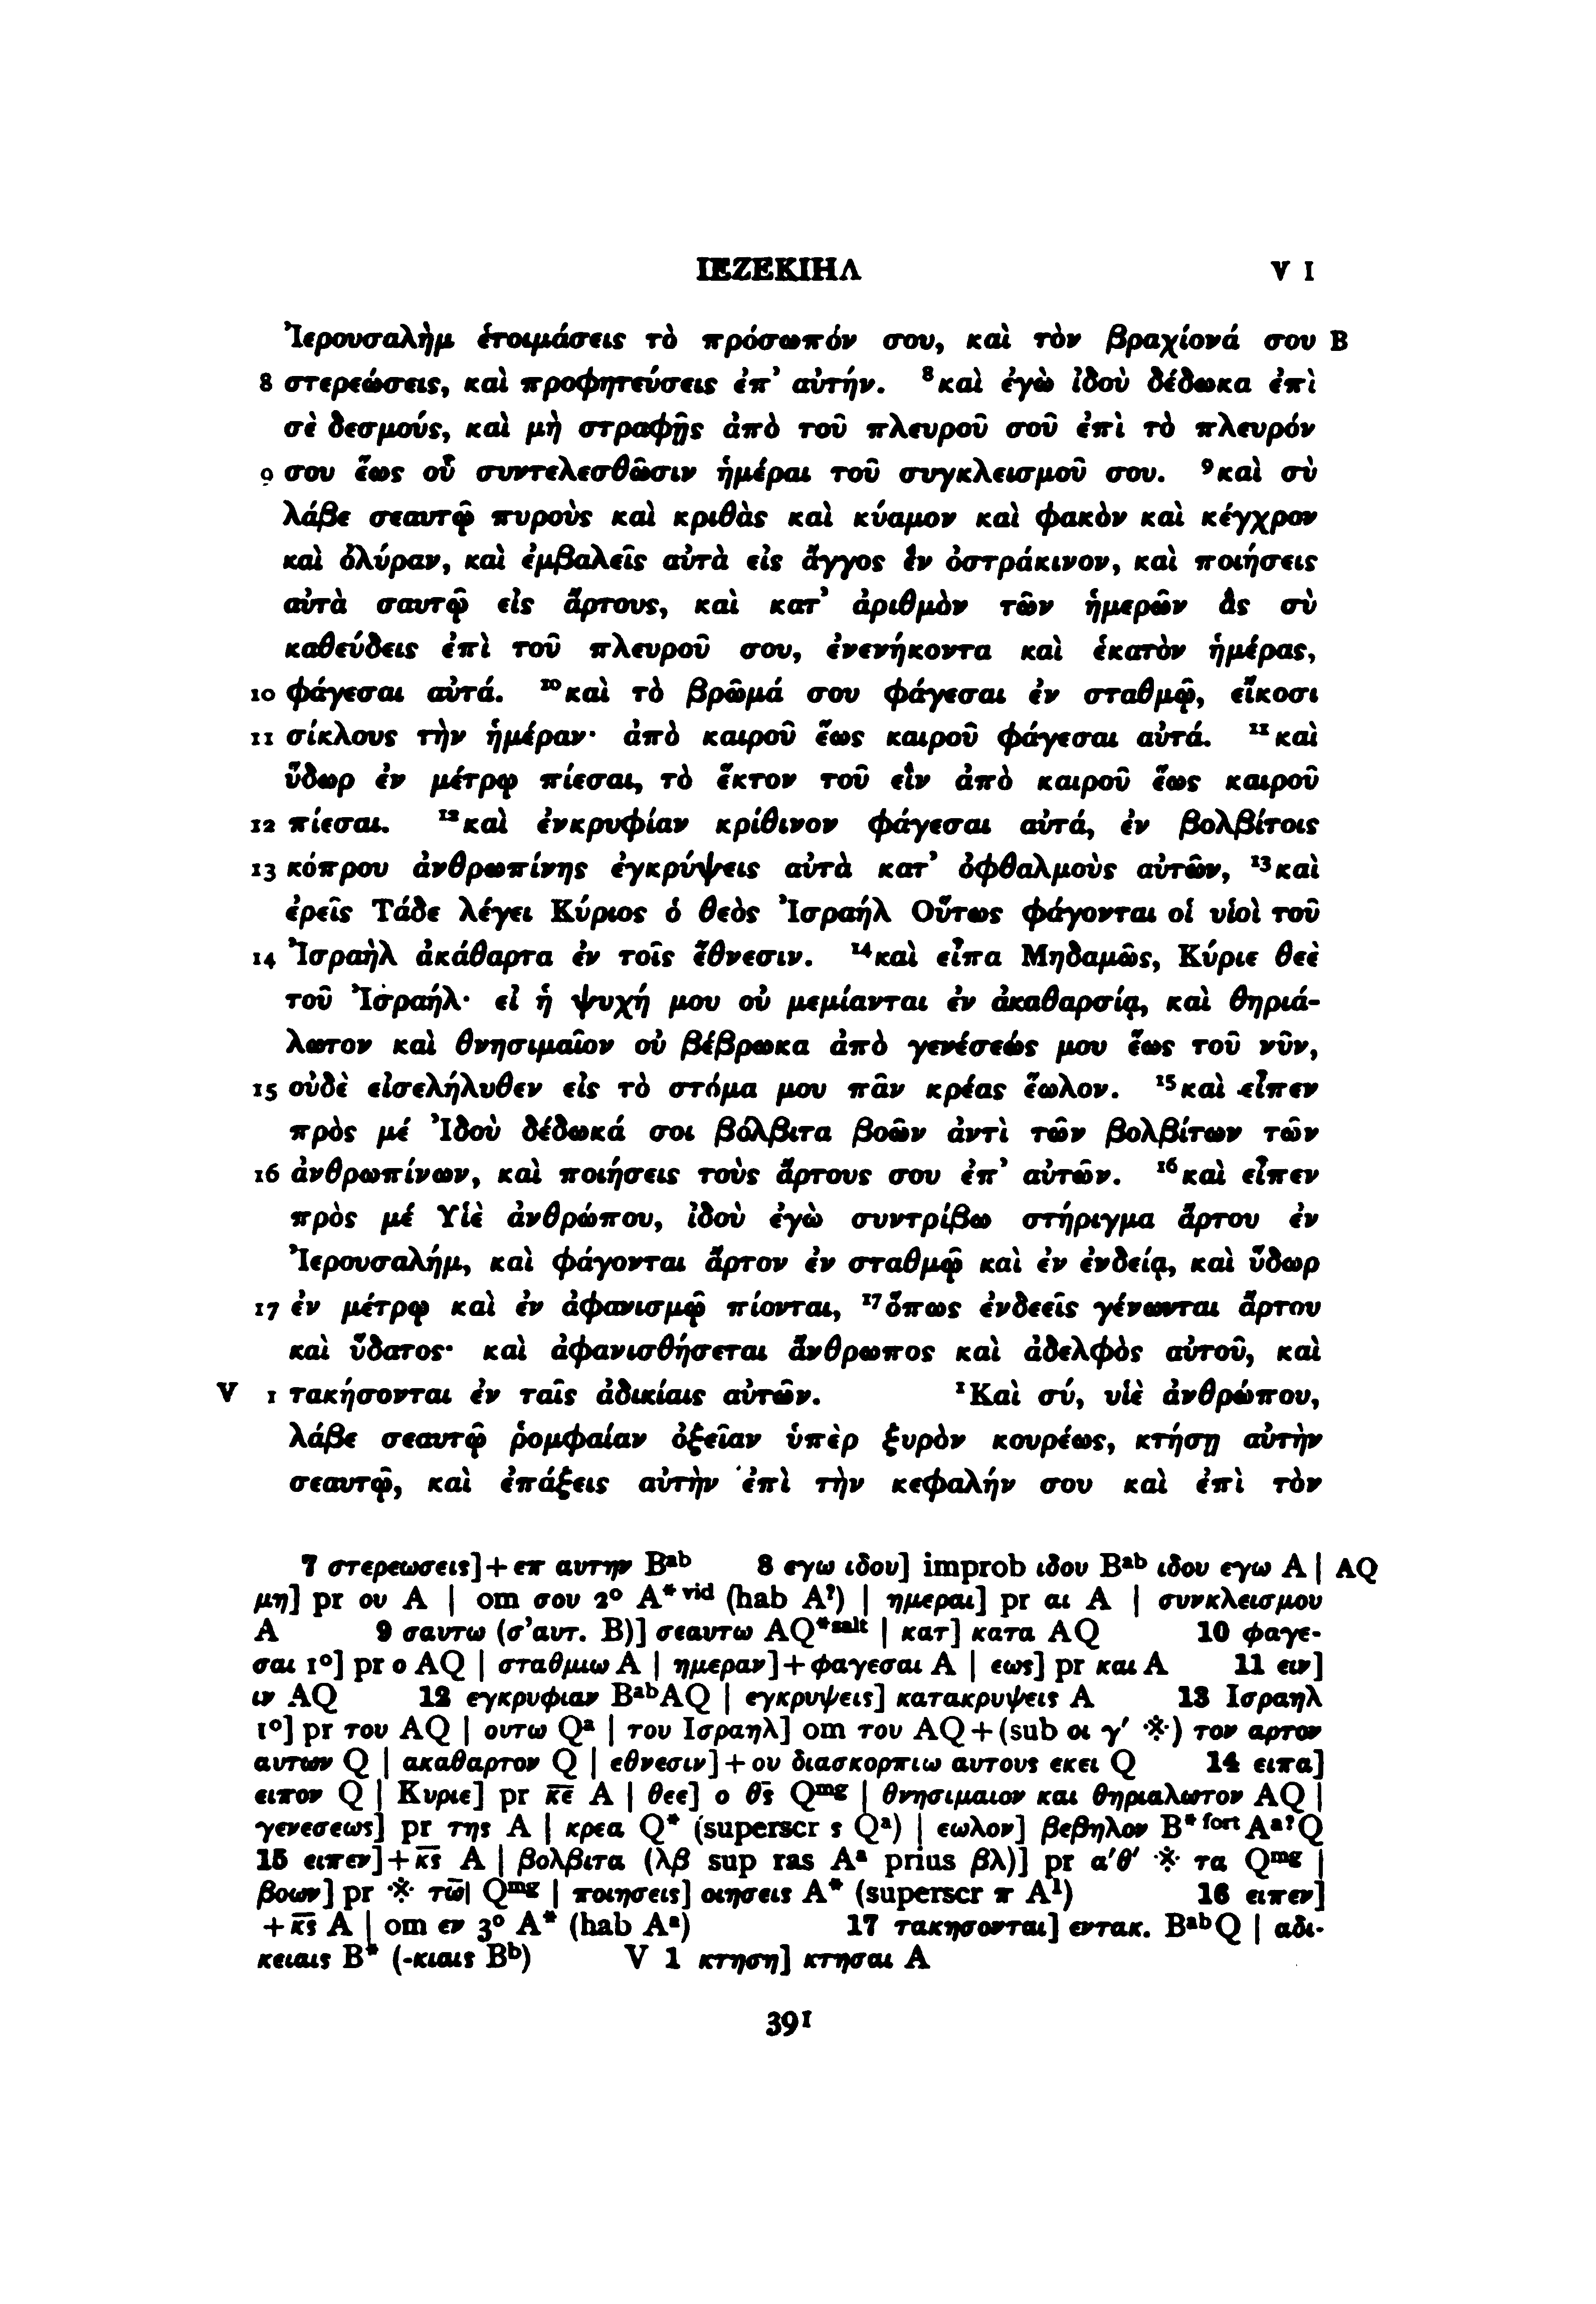 ΙΕΖΕΚΙΗΛ V 1
Ἰερουσαλὴμ ἑτοιμάσεις τὸ πρόσωπόν σου, καὶ τὸν βραχίονά σου B
8 στερεώσεις, καὶ προφητεύσεις ἐπ’ αὐτήν. ⁸καὶ ἐγὼ ἰδοὺ δέδωκα ἐπὶ
σὲ δεσμούς, καὶ μὴ στραφῇς ἀπὸ τοῦ πλευροῦ σοῦ ἐπὶ τὸ πλευρόν
9 σου ἕως οὗ συντελεσθῶσιν ἡμέραι τοῦ συγκλεισμοῦ σου. ⁹καὶ σὺ
λάβε σεαυτῷ πυροὺς καὶ κριθὰς καὶ κύαμον καὶ φακὸν καὶ κέγχρον
καὶ ὀλύραν, καὶ ἐμβαλεῖς αὐτὰ εἰς ἄγγος ἓν ὀστράκινον, καὶ ποιήσεις
αὐτὰ σαυτῷ εἰς ἄρτους, καὶ κατ’ ἀριθμὸν τῶν ἡμερῶν ἃς σὺ
καθεύδεις ἐπὶ τοῦ πλευροῦ σου, ἐνενήκοντα καὶ ἑκατὸν ἡμέρας,
10 φάγεσαι αὐτά. ¹⁰καὶ τὸ βρῶμά σου φάγεσαι ἐν σταθμῷ, εἴκοσι
11 σίκλους τὴν ἡμέραν· ἀπὸ καιροῦ ἕως καιροῦ φάγεσαι αὐτά. ¹¹καὶ
ὕδωρ ἐν μέτρῳ πίεσαι, τὸ ἕκτον τοῦ εἲν ἀπὸ καιροῦ ἕως καιροῦ
12 πίεσαι. ¹²καὶ ἐνκρυφίαν κρίθινον φάγεσαι αὐτά, ἐν βολβίτοις
13 κόπρου ἀνθρωπίνης ἐγκρύψεις αὐτὰ κατ’ ὀφθαλμοὺς αὐτῶν, ¹³καὶ
ἐρεῖς Τάδε λέγει Κύριος ὁ θεὸς Ἰσραήλ Οὕτως φάγονται οἱ υἱοὶ τοῦ
14 Ἰσραὴλ ἀκάθαρτα ἐν τοῖς ἔθνεσιν. ¹⁴καὶ εἶπα Μηδαμῶς, Κύριε θεὲ
τοῦ Ἰσραήλ· εἰ ἡ ψυχή μου οὐ μεμίανται ἐν ἀκαθαρσίᾳ, καὶ θηριά-
λωτον καὶ θνησιμαῖον οὐ βέβρωκα ἀπὸ γενέσεώς μου ἕως τοῦ νῦν,
15 οὐδὲ εἰσελήλυθεν εἰς τὸ στόμα μου πᾶν κρέας ἕωλον. ¹⁵καὶ εἶπεν
πρὸς μέ Ἰδοὺ δέδωκά σοι βόλβιτα βοῶν ἀντὶ τῶν βολβίτων τῶν
16 ἀνθρωπίνων, καὶ ποιήσεις τοὺς ἄρτους σου ἐπ’ αὐτῶν. ¹⁶καὶ εἶπεν
πρὸς μέ Υἱὲ ἀνθρώπου, ἰδοὺ ἐγὼ συντρίβω στήριγμα ἄρτου ἐν
Ἰερουσαλήμ, καὶ φάγονται ἄρτον ἐν σταθμῷ καὶ ἐν ἐνδείᾳ, καὶ ὕδωρ
17 ἐν μέτρῳ καὶ ἐν ἀφανισμῷ πίονται, ¹⁷ὅπως ἐνδεεῖς γένωνται ἄρτου
καὶ ὕδατος· καὶ ἀφανισθήσεται ἄνθρωπος καὶ ἀδελφὸς αὐτοῦ, καὶ
V 1 τακήσονται ἐν ταῖς ἀδικίαις αὐτῶν. ¹Καὶ σύ, υἱὲ ἀνθρώπου,
λάβε σεαυτῷ ῥομφαίαν ὀξεῖαν ὑπὲρ ξυρὸν κουρέως, κτήσῃ αὐτὴν
σεαυτῷ, καὶ ἐπάξεις αὐτὴν ἐπὶ τὴν κεφαλήν σου καὶ ἐπὶ τὸν
7 στερεωσεις]+επ αυτην Bᵃᵇ 8 εγω ιδου] improb ιδου Bᵃᵇ ιδου εγω A | AQ
μη] pr ου A | om σου 2° A*ᵛⁱᵈ (hab A?) | ημεραι] pr αι A | συνκλεισμου
A 9 σαυτω (σ’αυτ. B)] σεαυτω AQ*ˢᵃˡᵗ | κατ] κατα AQ 10 φαγε-
σαι 1°] pr ο AQ | σταθμιω A | ημεραν]+φαγεσαι A | εως] pr και A 11 ειν]
ιν AQ 12 εγκρυφιαν BᵃᵇAQ | εγκρυψεις] κατακρυψεις A 13 Ισραηλ
1°] pr του AQ | ουτω Qᵃ | του Ισραηλ] om του AQ+(sub οι γ′ ※) τον αρτον
αυτων Q | ακαθαρτον Q | εθνεσιν]+ου διασκορπιω αυτους εκει Q 14 ειπα]
ειπον Q | Κυριε] pr κ̅ε̅ A | θεε] ο θ̅ς̅ Qᵐᵍ | θνησιμαιον και θηριαλωτον AQ |
γενεσεως] pr της A | κρεα Q* (superscr ς Qᵃ) | εωλον] βεβηλον B*ᶠᵒʳᵗ Aᵃ?Q
15 ειπεν]+κ̅ς̅ A | βολβιτα (λβ sup ras Aᵃ prius βλ)] pr α′θ′ ※ τα Qᵐᵍ |
βοων] pr ※ τω̅| Qᵐᵍ | ποιησεις] οιησεις A* (superscr π A¹) 16 ειπεν]
+κ̅ς̅ A | om εν 3° A* (hab Aᵃ) 17 τακησονται] εντακ. BᵃᵇQ | αδι-
κειαις B* (-κιαις Bᵇ) V 1 κτηση] κτησαι A
391